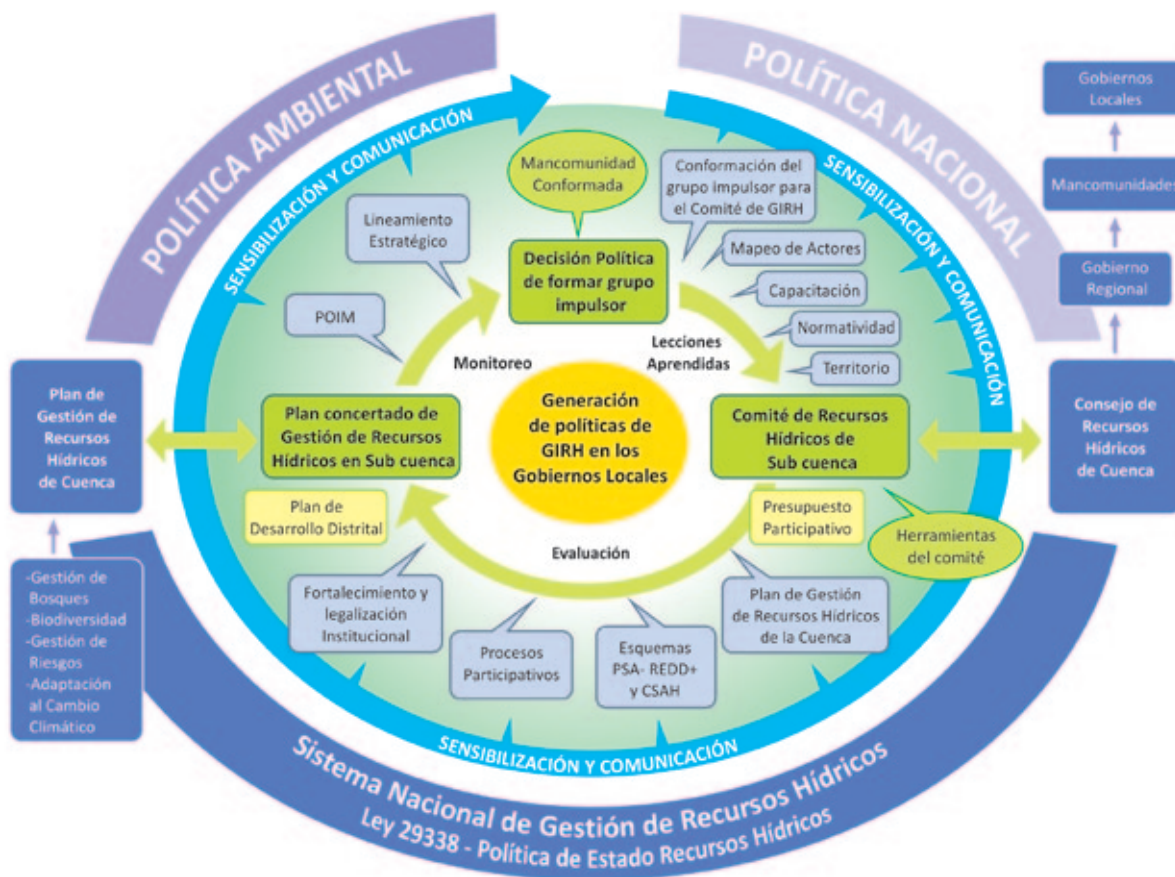 POLÍTICA AMBIENTAL
POLÍTICA NACIONAL
SENSIBILIZACIÓN Y COMUNICACIÓN
SENSIBILIZACIÓN Y COMUNICACIÓN
Gobiernos
Locales
Mancomunidades
Gobierno
Regional
Consejo de
Recursos
Hídricos
de Cuenca
Mancomunidad
Conformada
Conformación del
grupo impulsor para
el Comité de GIRH
Mapeo de Actores
Capacitación
Normatividad
Territorio
Lineamiento
Estratégico
POIM
Decisión Política
de formar grupo
impulsor
Monitoreo
Lecciones
Aprendidas
Generación
de políticas de
GIRH en los
Gobiernos Locales
Plan concertado de
Gestión de Recursos
Hídricos en Sub cuenca
Comité de Recursos
Hídricos de
Sub cuenca
Plan de
Gestión de
Recursos
Hídricos
de Cuenca
Plan de
Desarrollo Distrital
Presupuesto
Participativo
Herramientas
del comité
Evaluación
Fortalecimiento y
legalización
Institucional
Procesos
Participativos
Esquemas
PSA- REDD+
y CSAH
Plan de Gestión
de Recursos Hídricos
de la Cuenca
-Gestión de
Bosques
-Biodiversidad
-Gestión de
Riesgos
-Adaptación
al Cambio
Climático
SENSIBILIZACIÓN Y COMUNICACIÓN
Sistema Nacional de Gestión de Recursos Hídricos
Ley 29338 - Política de Estado Recursos Hídricos